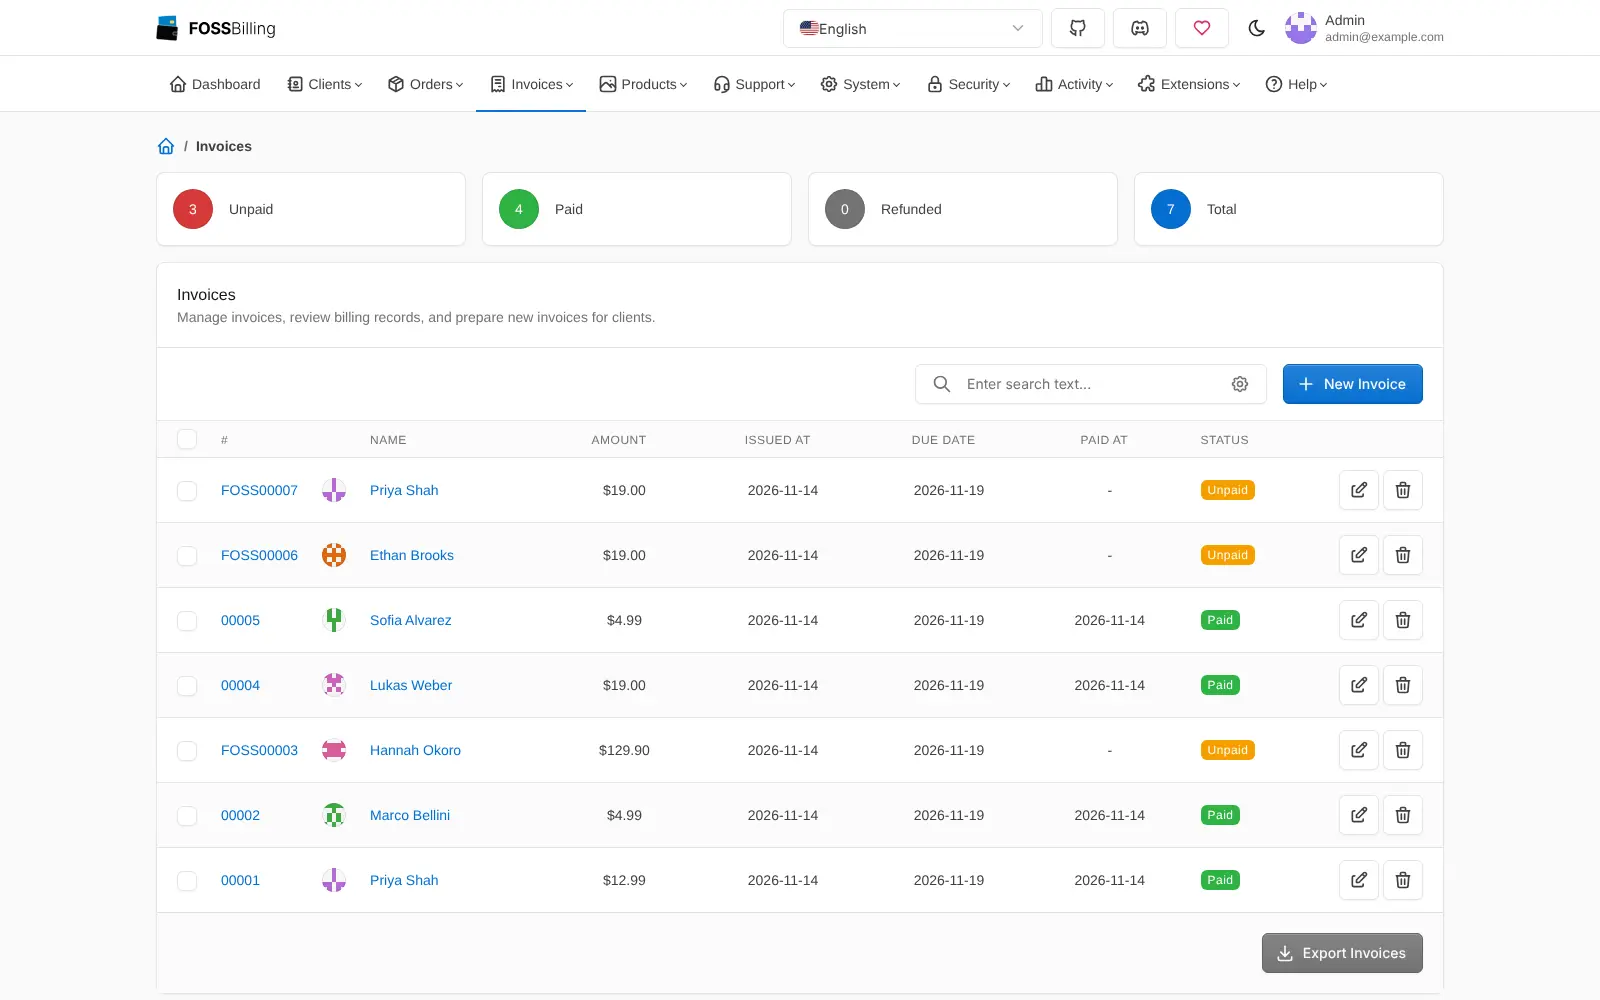 FOSSBilling
English
Admin
admin@example.com
Dashboard
Clients
Orders
Invoices
Products
Support
System
Security
Activity
Extensions
Help
/ Invoices
3 Unpaid
4 Paid
0 Refunded
7 Total
Invoices
Manage invoices, review billing records, and prepare new invoices for clients.
Enter search text...
New Invoice
# NAME AMOUNT ISSUED AT DUE DATE PAID AT STATUS
FOSS00007 Priya Shah $19.00 2026-11-14 2026-11-19 - Unpaid
FOSS00006 Ethan Brooks $19.00 2026-11-14 2026-11-19 - Unpaid
00005 Sofia Alvarez $4.99 2026-11-14 2026-11-19 2026-11-14 Paid
00004 Lukas Weber $19.00 2026-11-14 2026-11-19 2026-11-14 Paid
FOSS00003 Hannah Okoro $129.90 2026-11-14 2026-11-19 - Unpaid
00002 Marco Bellini $4.99 2026-11-14 2026-11-19 2026-11-14 Paid
00001 Priya Shah $12.99 2026-11-14 2026-11-19 2026-11-14 Paid
Export Invoices